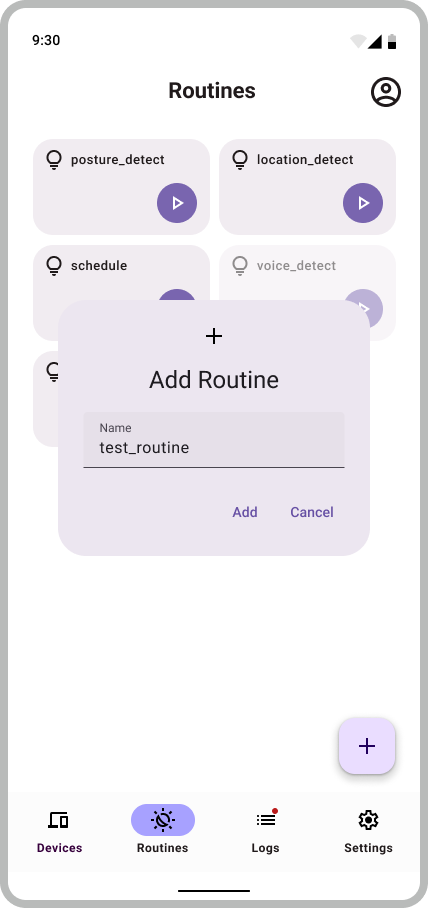 9:30
Routines
posture_detect
location_detect
schedule
voice_detect
Add Routine
Name
test_routine
Add
Cancel
Devices
Routines
Logs
Settings